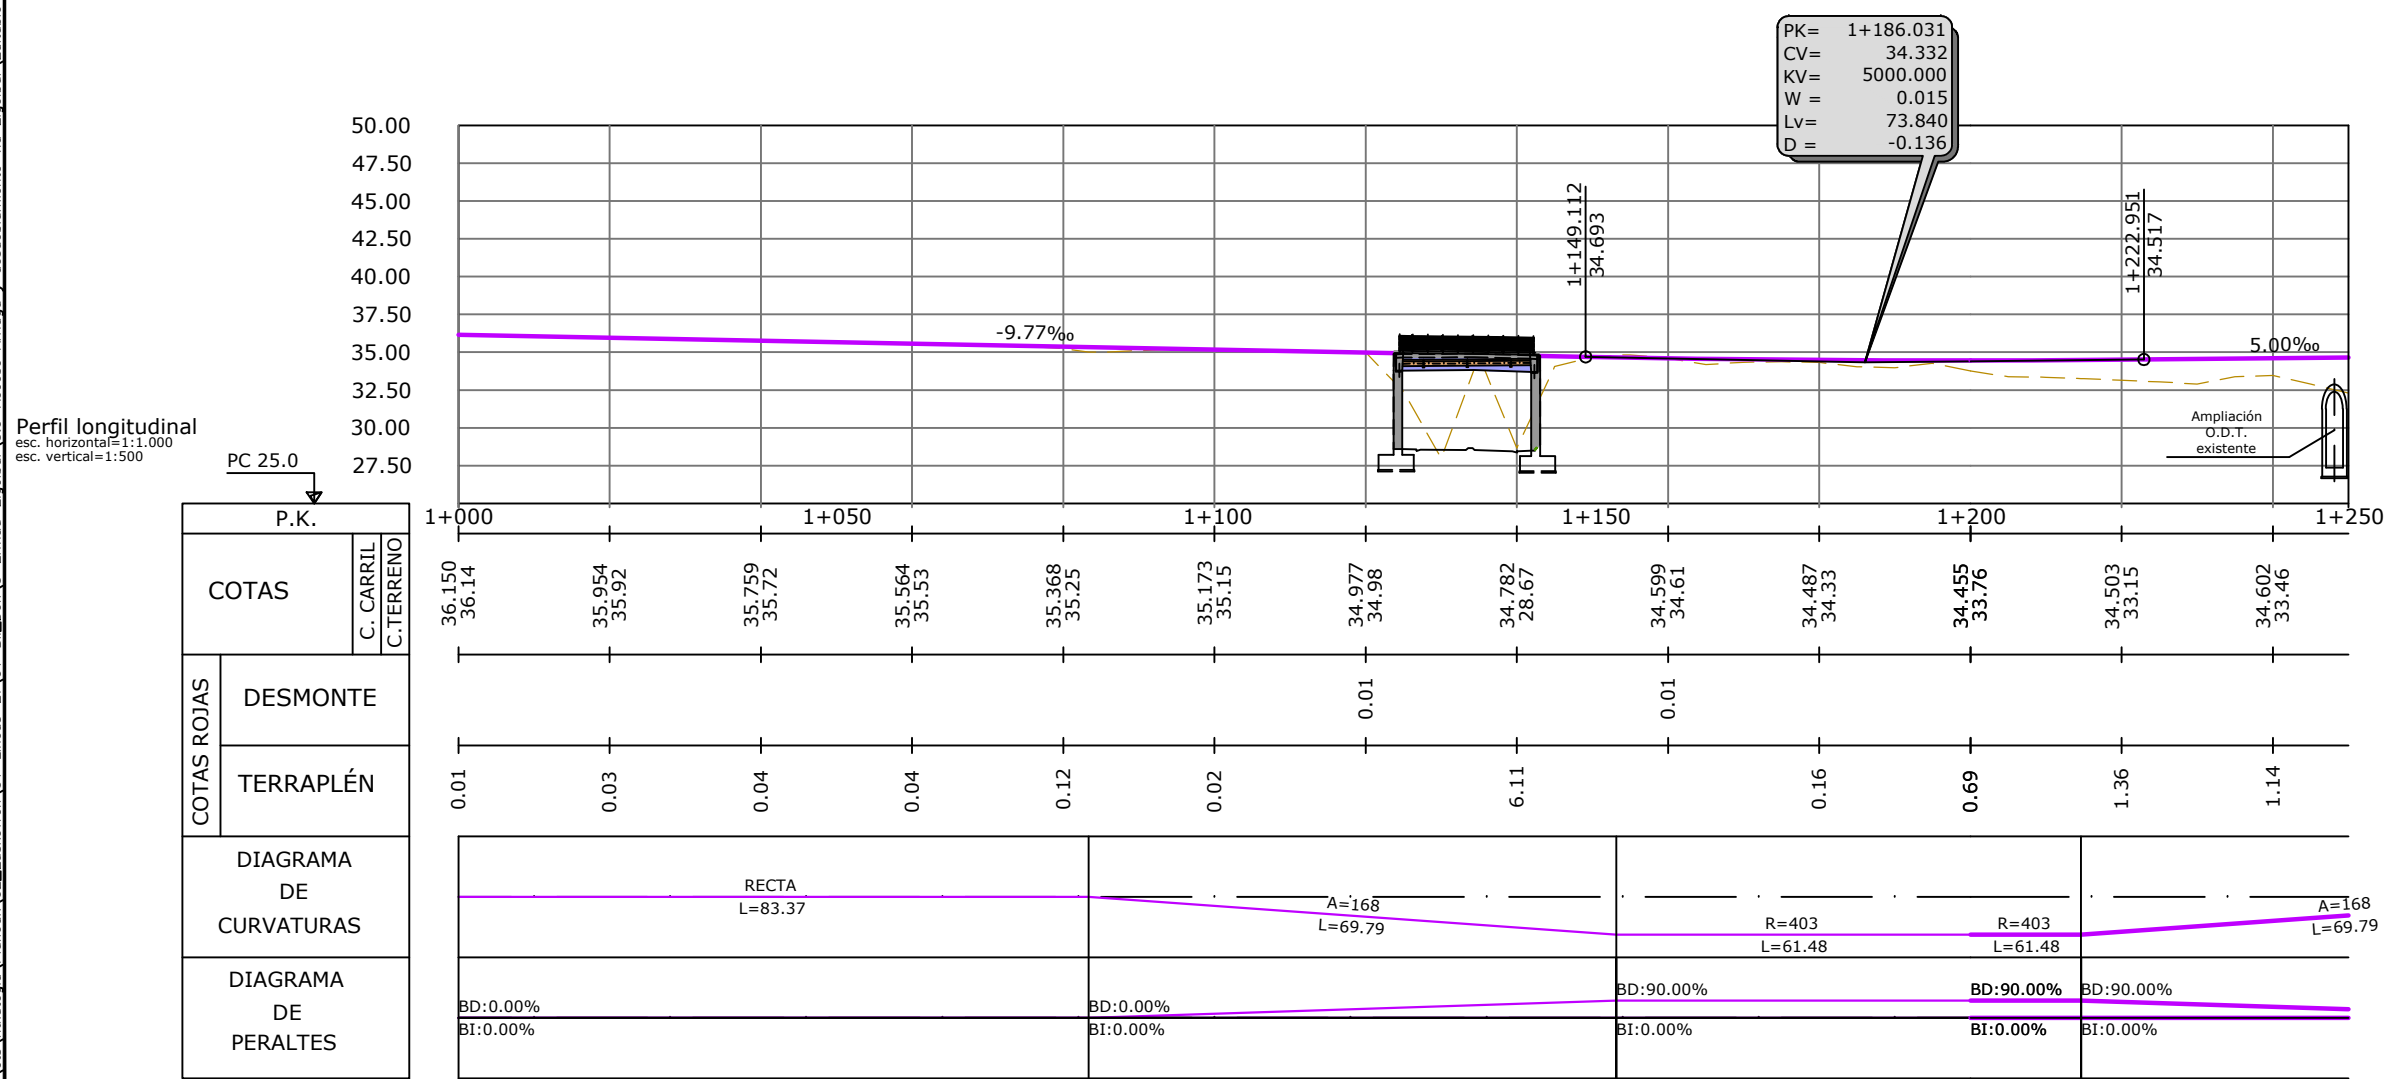 PK= 1+186.031
CV= 34.332
KV= 5000.000
W = 0.015
Lv= 73.840
D = -0.136
50.00
47.50
45.00
42.50
40.00
37.50
35.00
32.50
30.00
27.50
1+149.112
34.693
1+222.951
34.517
-9.77‰
5.00‰
Ampliación
O.D.T.
existente
Perfil longitudinal
esc. horizontal=1:1.000
esc. vertical=1:500
PC 25.0
P.K.
1+000
1+050
1+100
1+150
1+200
1+250
COTAS
C. CARRIL
C.TERRENO
36.150
36.14
35.954
35.92
35.759
35.72
35.564
35.53
35.368
35.25
35.173
35.15
34.977
34.98
34.782
28.67
34.599
34.61
34.487
34.33
34.455
33.76
34.503
33.15
34.602
33.46
COTAS ROJAS
DESMONTE
0.01
0.01
TERRAPLÉN
0.01
0.03
0.04
0.04
0.12
0.02
6.11
0.16
0.69
1.36
1.14
DIAGRAMA
DE
CURVATURAS
RECTA
L=83.37
A=168
L=69.79
R=403
L=61.48
R=403
L=61.48
A=168
L=69.79
DIAGRAMA
DE
PERALTES
BD:0.00%
BI:0.00%
BD:0.00%
BI:0.00%
BD:90.00%
BI:0.00%
BD:90.00%
BI:0.00%
BD:90.00%
BI:0.00%